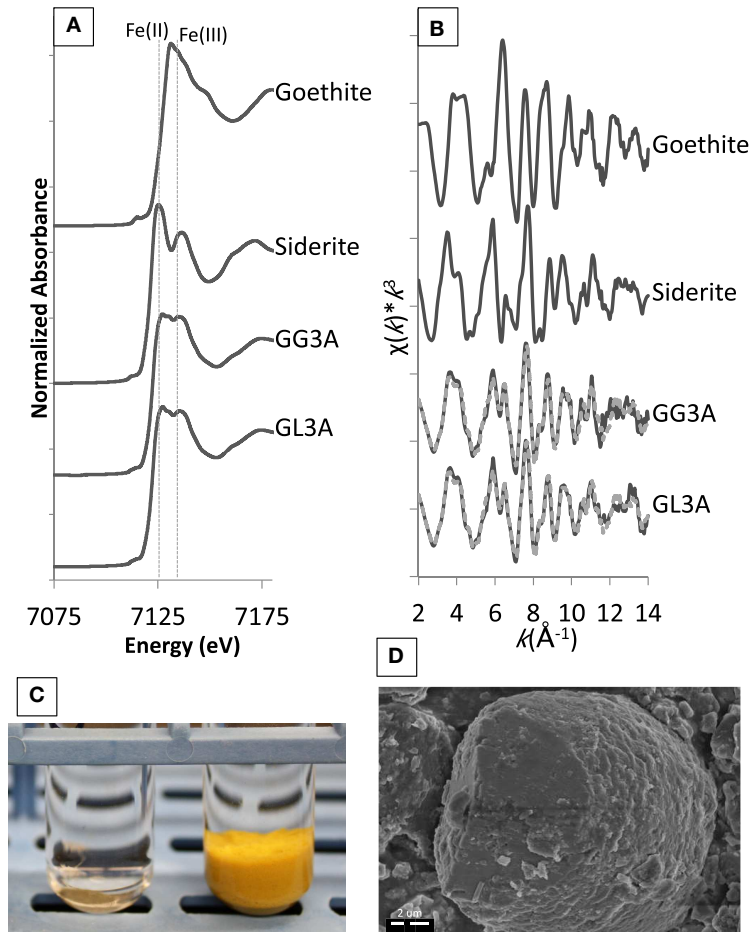 A
Fe(II) Fe(III)
Goethite
Siderite
GG3A
GL3A
Normalized Absorbance
7075 7125 7175
Energy (eV)
B
Goethite
Siderite
GG3A
GL3A
χ(k)* k³
2 4 6 8 10 12 14
k(Å⁻¹)
C
D
2 um